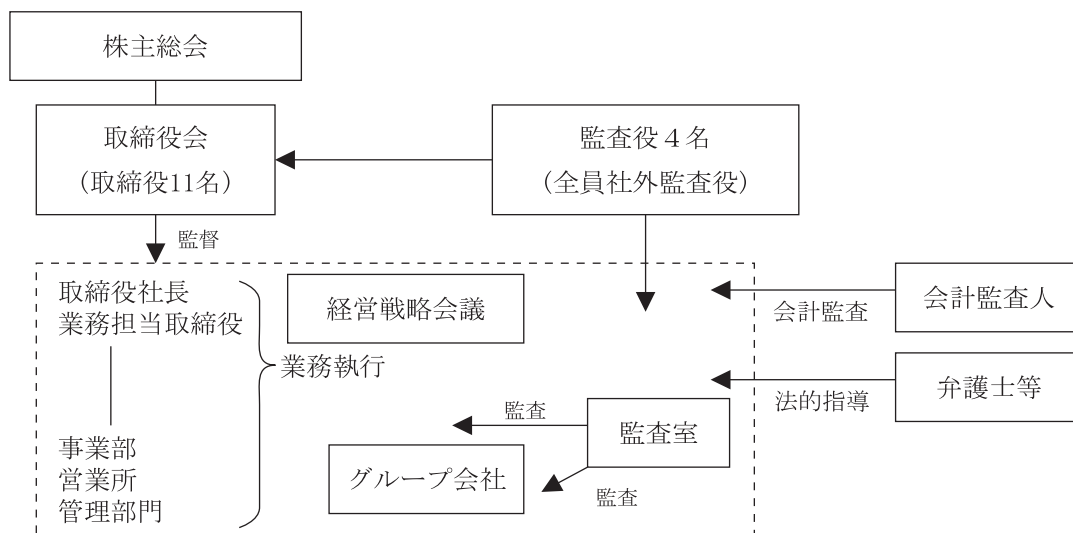 株主総会
取締役会
（取締役11名）
監査役４名
（全員社外監査役）
監督
取締役社長
業務担当取締役
経営戦略会議
業務執行
会計監査人
会計監査
弁護士等
法的指導
監査
監査室
事業部
営業所
管理部門
グループ会社
監査